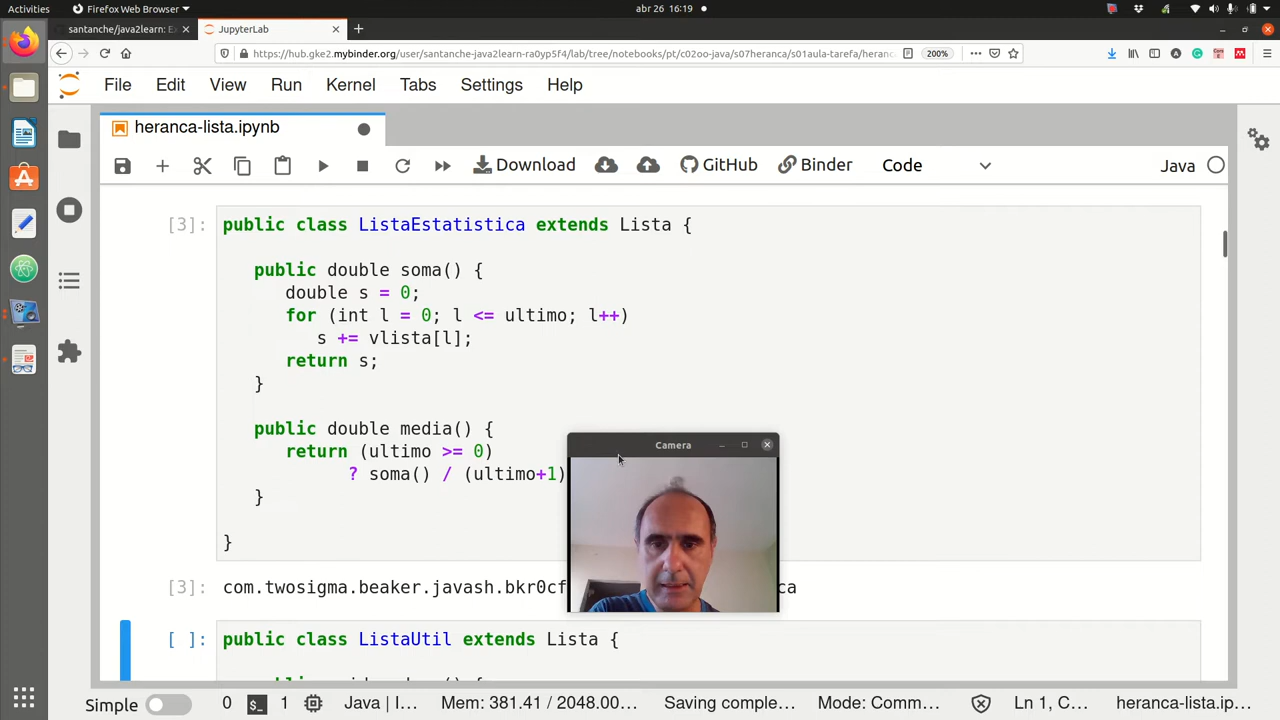 Activities
Firefox Web Browser
abr 26 16:19
santanche/java2learn: Ex
JupyterLab
https://hub.gke2.mybinder.org/user/santanche-java2learn-ra0yp5f4/lab/tree/notebooks/pt/c02oo-java/s07heranca/s01aula-tarefa/heranc
200%
File Edit View Run Kernel Tabs Settings Help
heranca-lista.ipynb
Download
GitHub
Binder
Code
Java
[3]:
public class ListaEstatistica extends Lista {
public double soma() {
double s = 0;
for (int l = 0; l <= ultimo; l++)
s += vlista[l];
return s;
}
public double media() {
return (ultimo >= 0)
? soma() / (ultimo+1)
}
}
Camera
[3]:
com.twosigma.beaker.javash.bkr0cf
ca
[ ]:
public class ListaUtil extends Lista {
Simple
0
1
Java | I...
Mem: 381.41 / 2048.00...
Saving comple...
Mode: Comm...
Ln 1, C...
heranca-lista.ip...